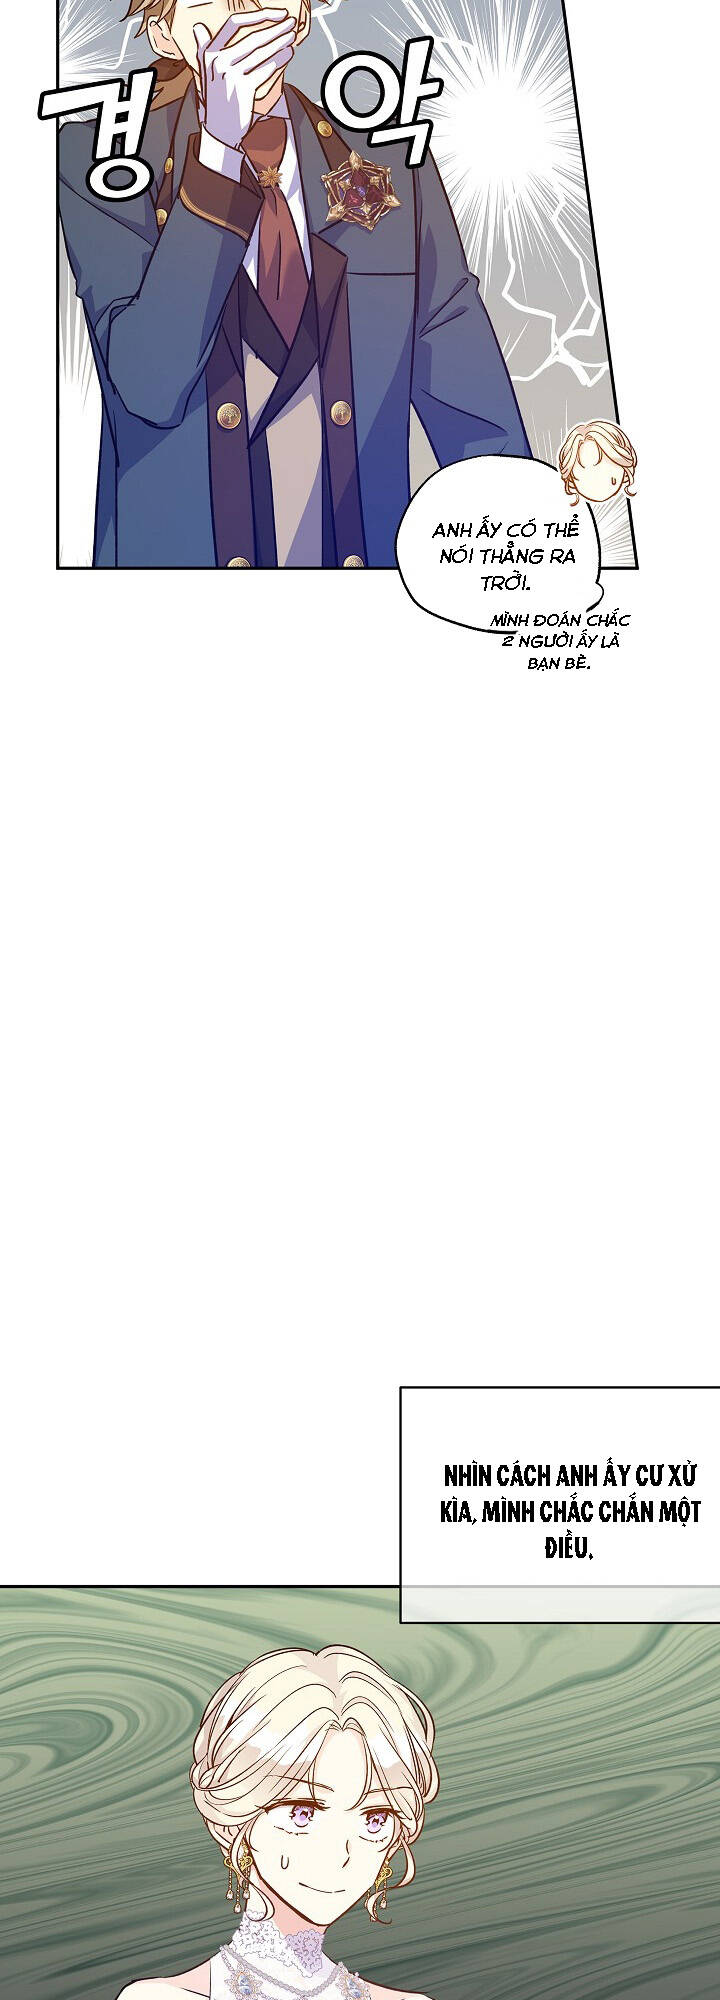 경악
ANH ẤY CÓ THỂ
NÓI THẲNG RA
TRỜI.
MÌNH ĐOÁN CHẮC
2 NGƯỜI ẤY LÀ
BẠN BÈ.
NHÌN CÁCH ANH ẤY CƯ XỬ
KÌA, MÌNH CHẮC CHẮN MỘT
ĐIỀU.